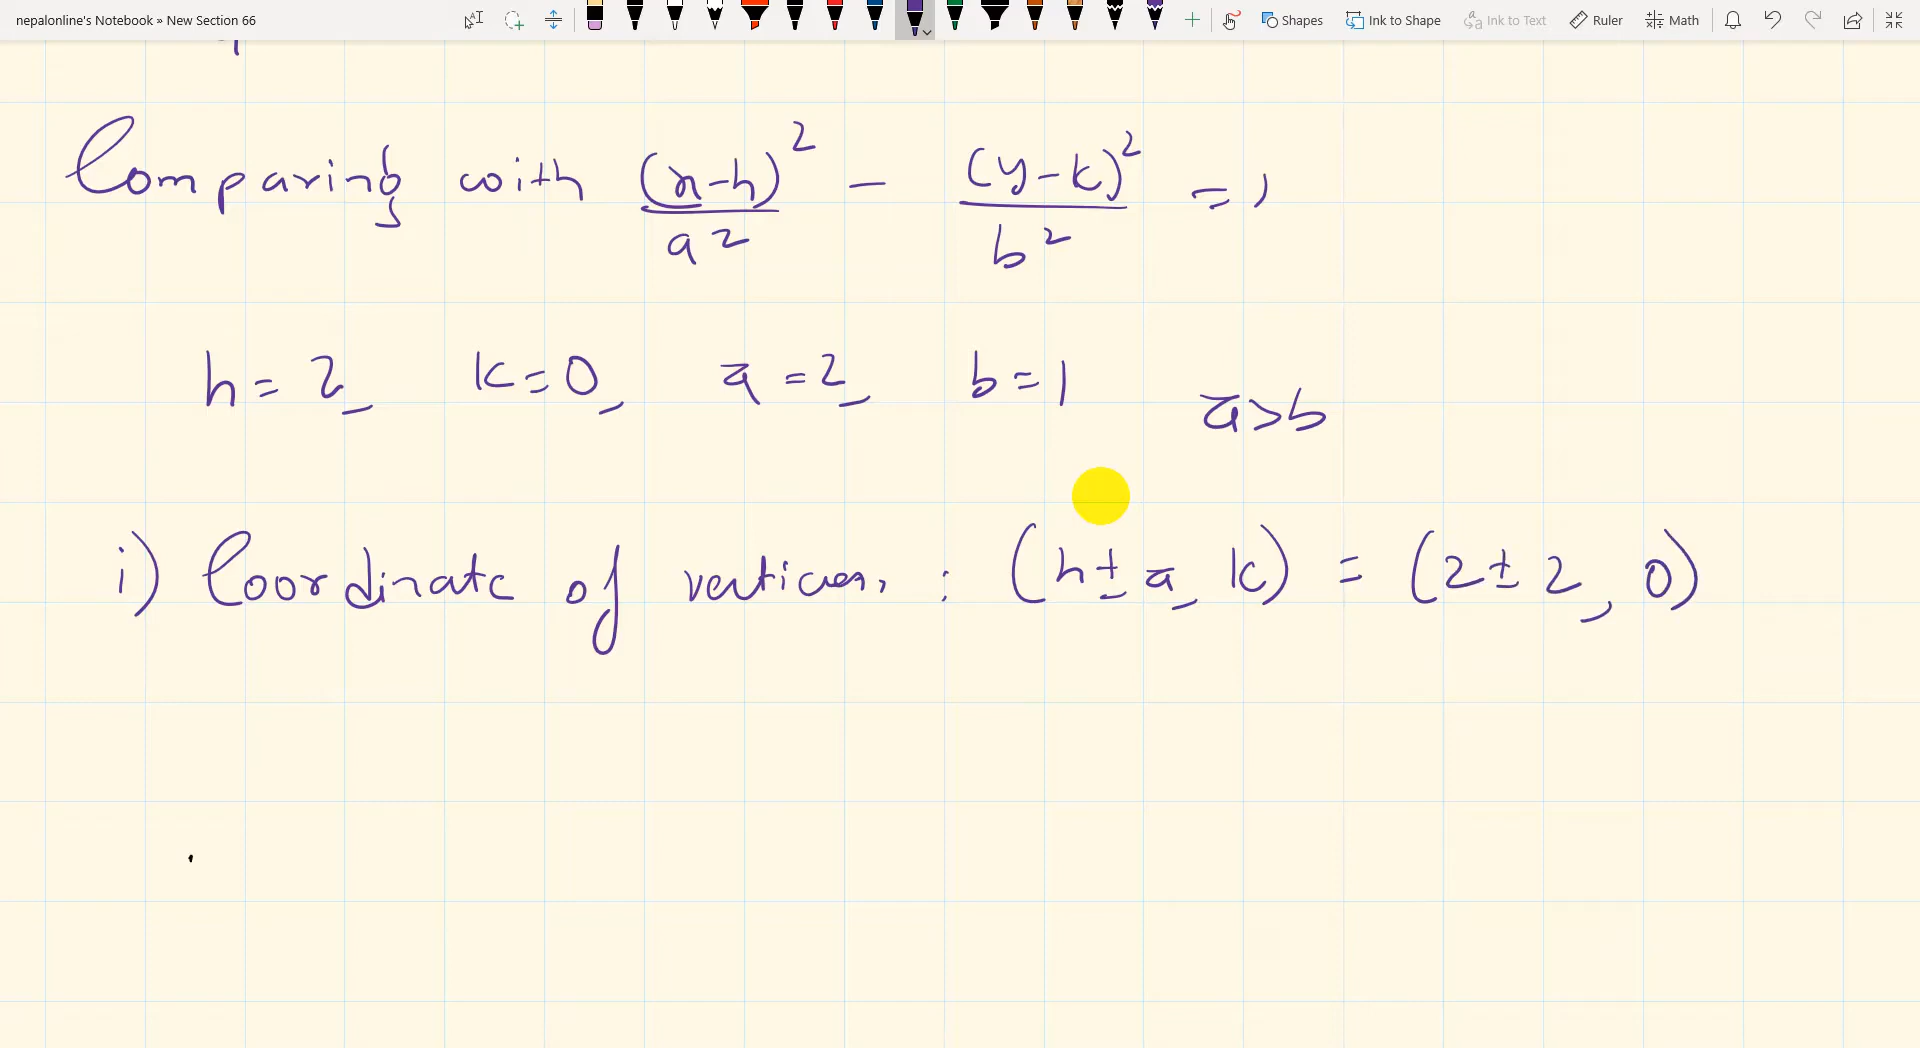 nepalonline's Notebook » New Section 66 Shapes Ink to Shape Ink to Text Ruler Math
Comparing with (x-h)²/a² - (y-k)²/b² = 1
h = 2, k = 0, a = 2, b = 1 a > b
i) Coordinate of vertices, : (h ± a, k) = (2 ± 2, 0)